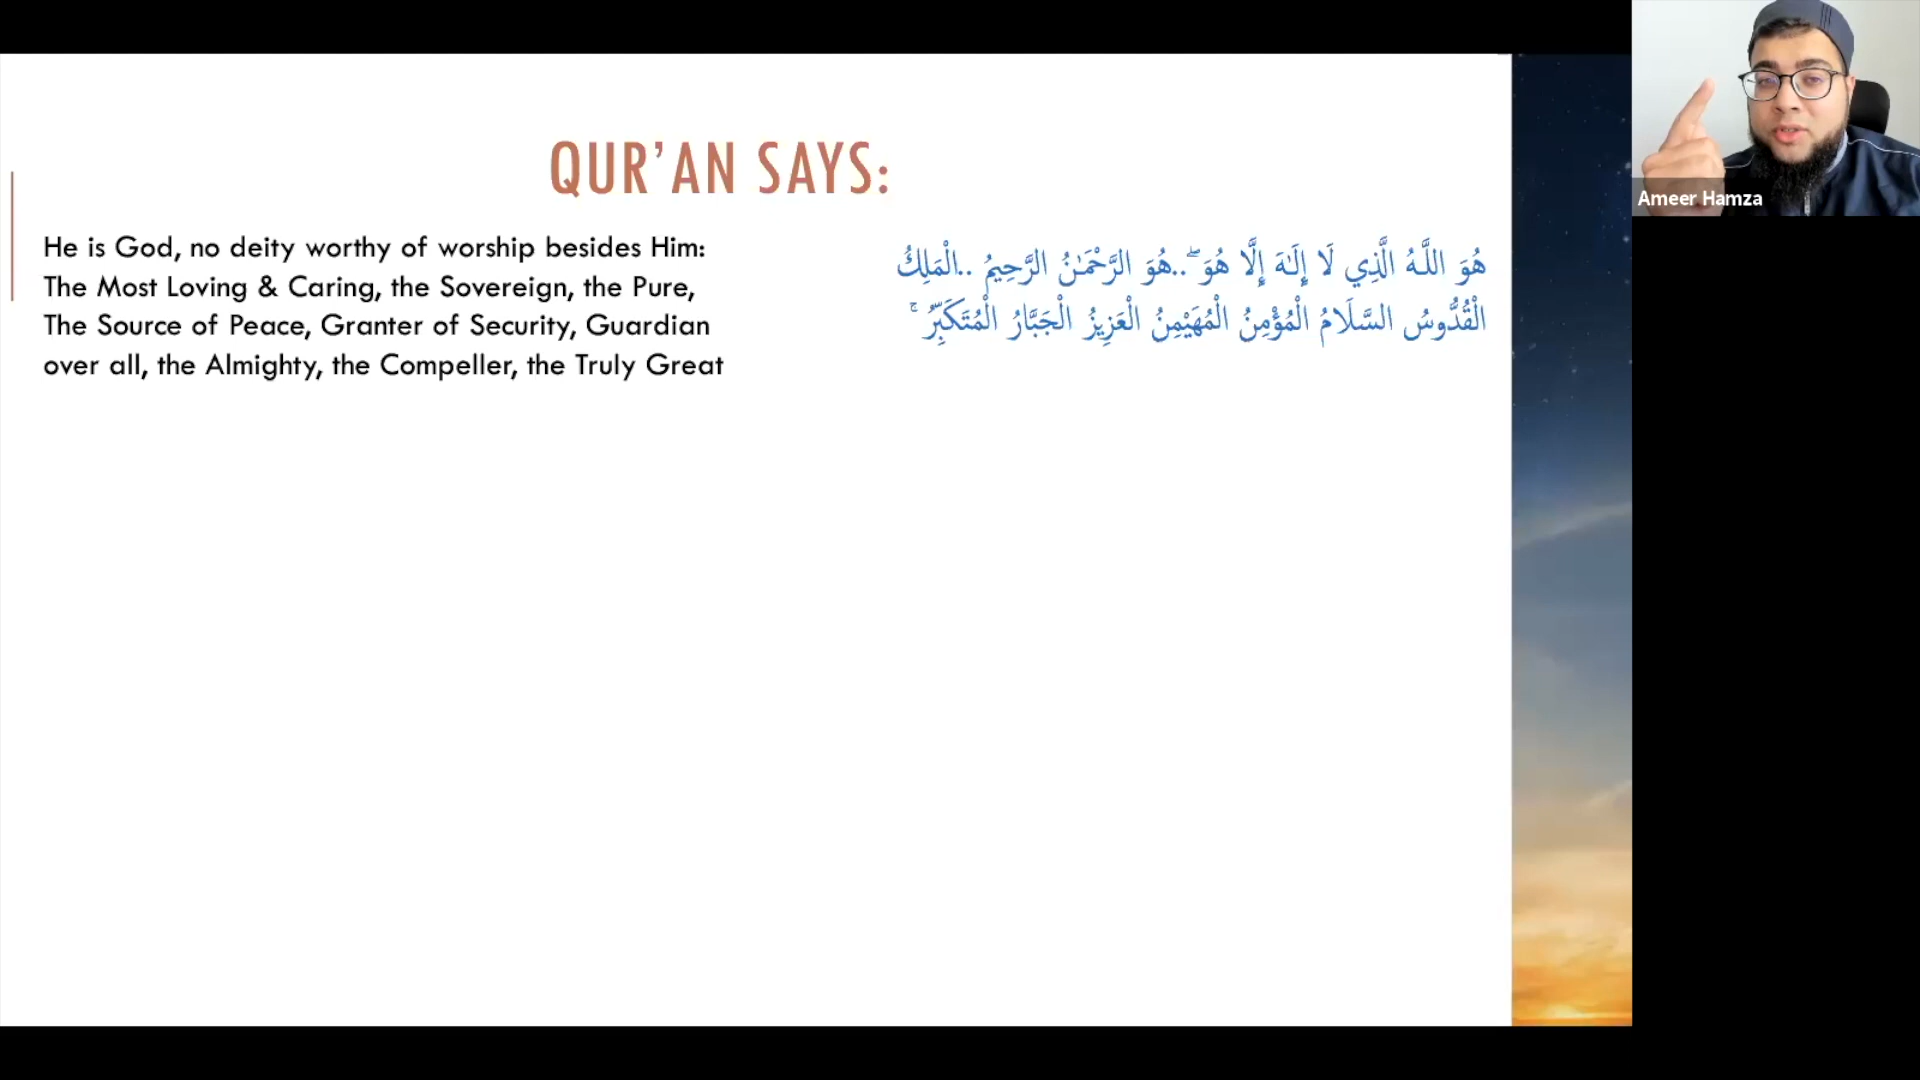 QUR’AN SAYS:
He is God, no deity worthy of worship besides Him:
The Most Loving & Caring, the Sovereign, the Pure,
The Source of Peace, Granter of Security, Guardian
over all, the Almighty, the Compeller, the Truly Great
هُوَ اللَّـهُ الَّذِي لَا إِلَـٰهَ إِلَّا هُوَ ۖ..هُوَ الرَّحْمَـٰنُ الرَّحِيمُ ..الْمَلِكُ
الْقُدُّوسُ السَّلَامُ الْمُؤْمِنُ الْمُهَيْمِنُ الْعَزِيزُ الْجَبَّارُ الْمُتَكَبِّرُ ۚ
Ameer Hamza